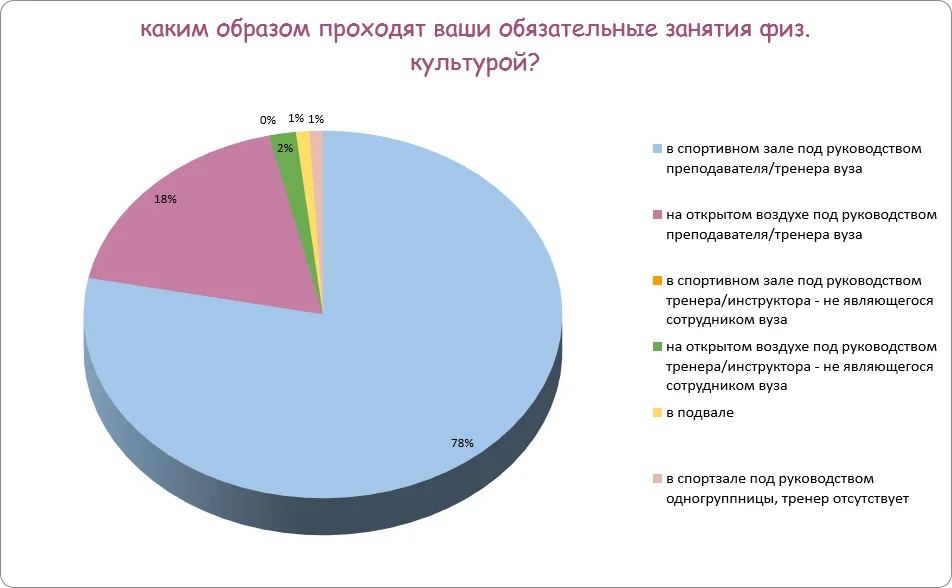 каким образом проходят ваши обязательные занятия физ.
культурой?
0%
1%
1%
2%
18%
78%
в спортивном зале под руководством
преподавателя/тренера вуза
на открытом воздухе под руководством
преподавателя/тренера вуза
в спортивном зале под руководством
тренера/инструктора - не являющегося
сотрудником вуза
на открытом воздухе под руководством
тренера/инструктора - не являющегося
сотрудником вуза
в подвале
в спортзале под руководством
одногруппницы, тренер отсутствует